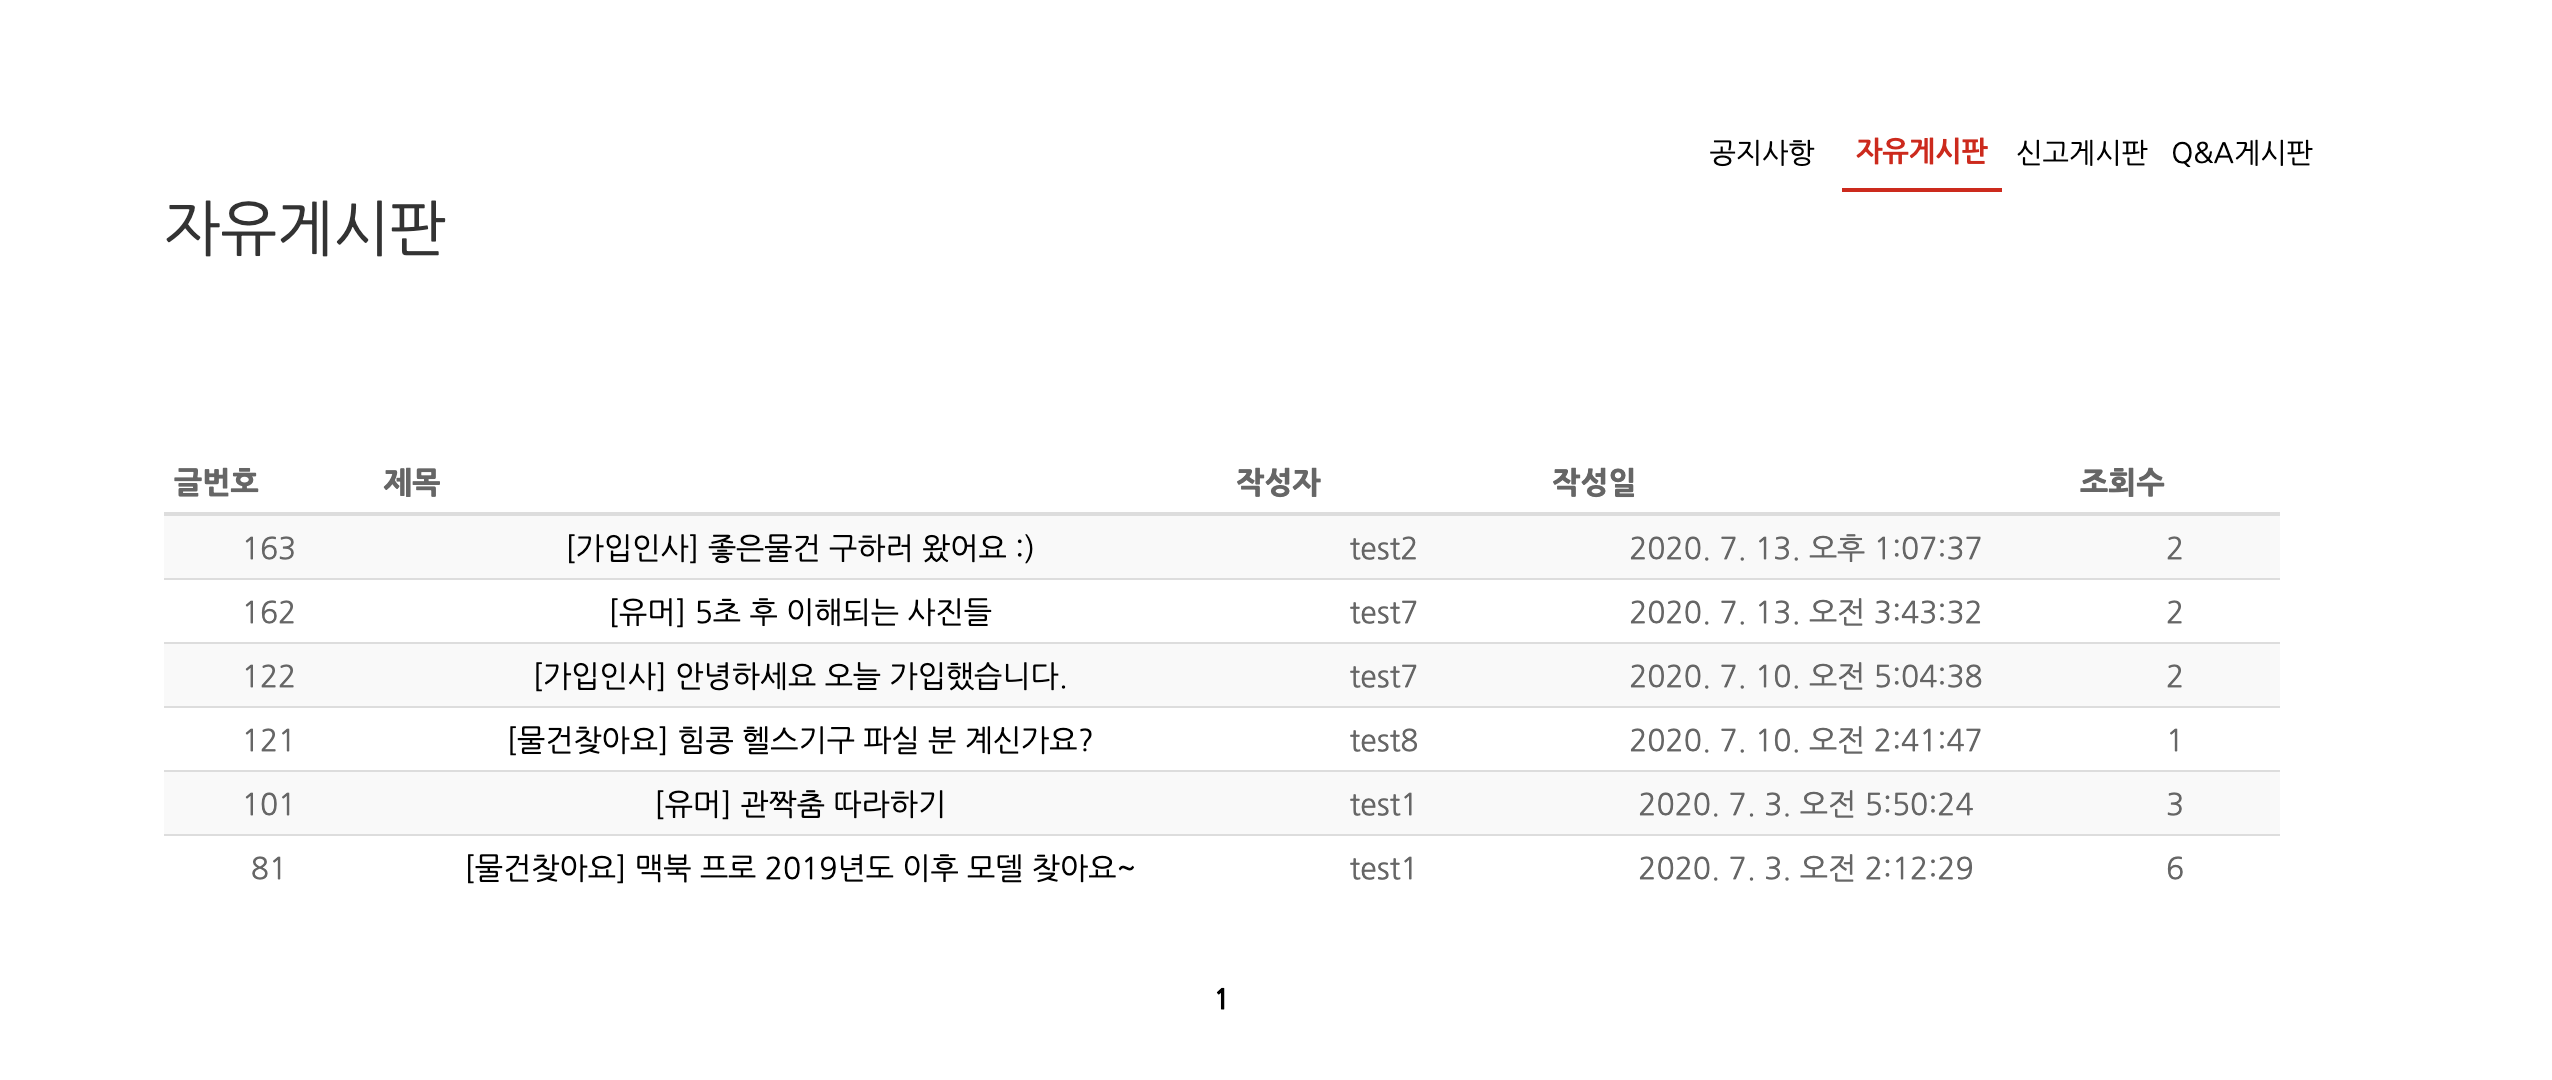 공지사항 자유게시판 신고게시판 Q&A게시판
자유게시판
글번호 제목 작성자 작성일 조회수
163 [가입인사] 좋은물건 구하러 왔어요 :) test2 2020. 7. 13. 오후 1:07:37 2
162 [유머] 5초 후 이해되는 사진들 test7 2020. 7. 13. 오전 3:43:32 2
122 [가입인사] 안녕하세요 오늘 가입했습니다. test7 2020. 7. 10. 오전 5:04:38 2
121 [물건찾아요] 힘콩 헬스기구 파실 분 계신가요? test8 2020. 7. 10. 오전 2:41:47 1
101 [유머] 관짝춤 따라하기 test1 2020. 7. 3. 오전 5:50:24 3
81 [물건찾아요] 맥북 프로 2019년도 이후 모델 찾아요~ test1 2020. 7. 3. 오전 2:12:29 6
1